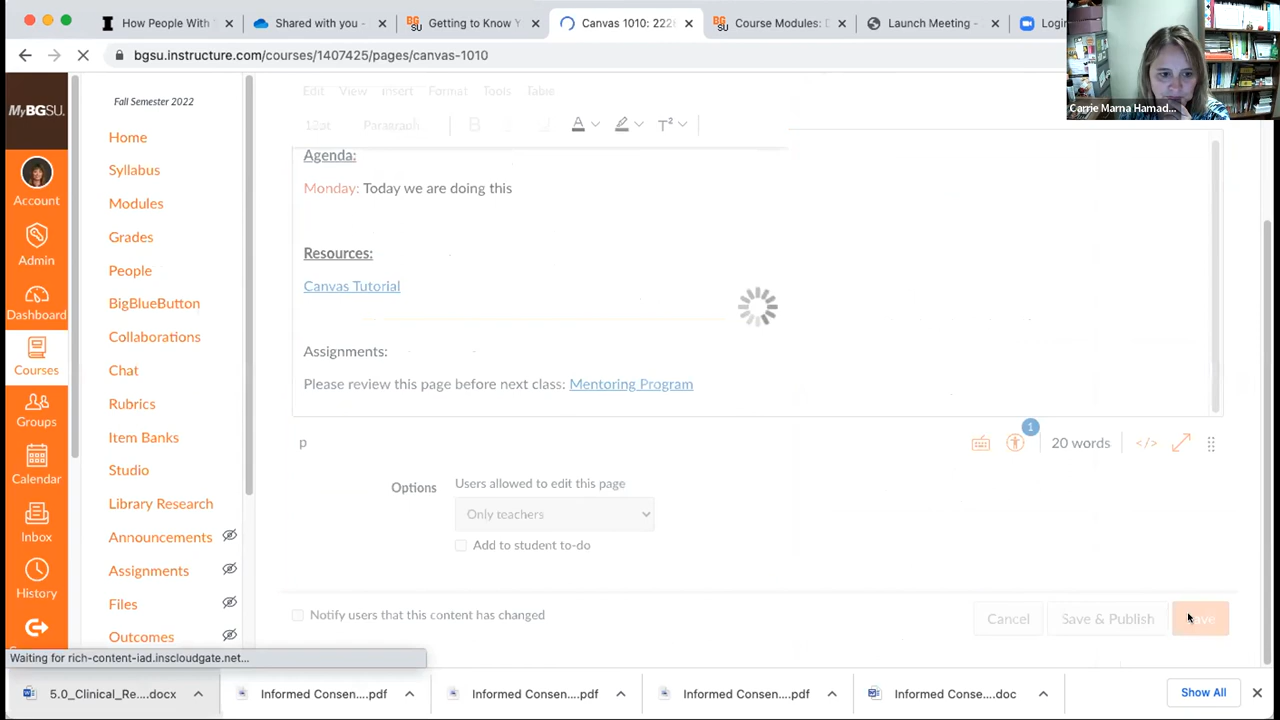 How People With
Shared with you -
Getting to Know Y
Canvas 1010: 222
Course Modules: D
Launch Meeting -
Login
bgsu.instructure.com/courses/1407425/pages/canvas-1010
Carrie Marna Hamad...
MyBGSU.
Account
Admin
Dashboard
Courses
Groups
Calendar
Inbox
History
Fall Semester 2022
Home
Syllabus
Modules
Grades
People
BigBlueButton
Collaborations
Chat
Rubrics
Item Banks
Studio
Library Research
Announcements
Assignments
Files
Outcomes
Edit View Insert Format Tools Table
12pt Paragraph B I U A T²
Agenda:
Monday: Today we are doing this
Resources:
Canvas Tutorial
Assignments:
Please review this page before next class: Mentoring Program
p
1
20 words </>
Options
Users allowed to edit this page
Only teachers
Add to student to-do
Notify users that this content has changed
Cancel Save & Publish Save
Waiting for rich-content-iad.inscloudgate.net...
5.0_Clinical_Re....docx
Informed Consen....pdf
Informed Consen....pdf
Informed Consen....pdf
Informed Conse....doc
Show All